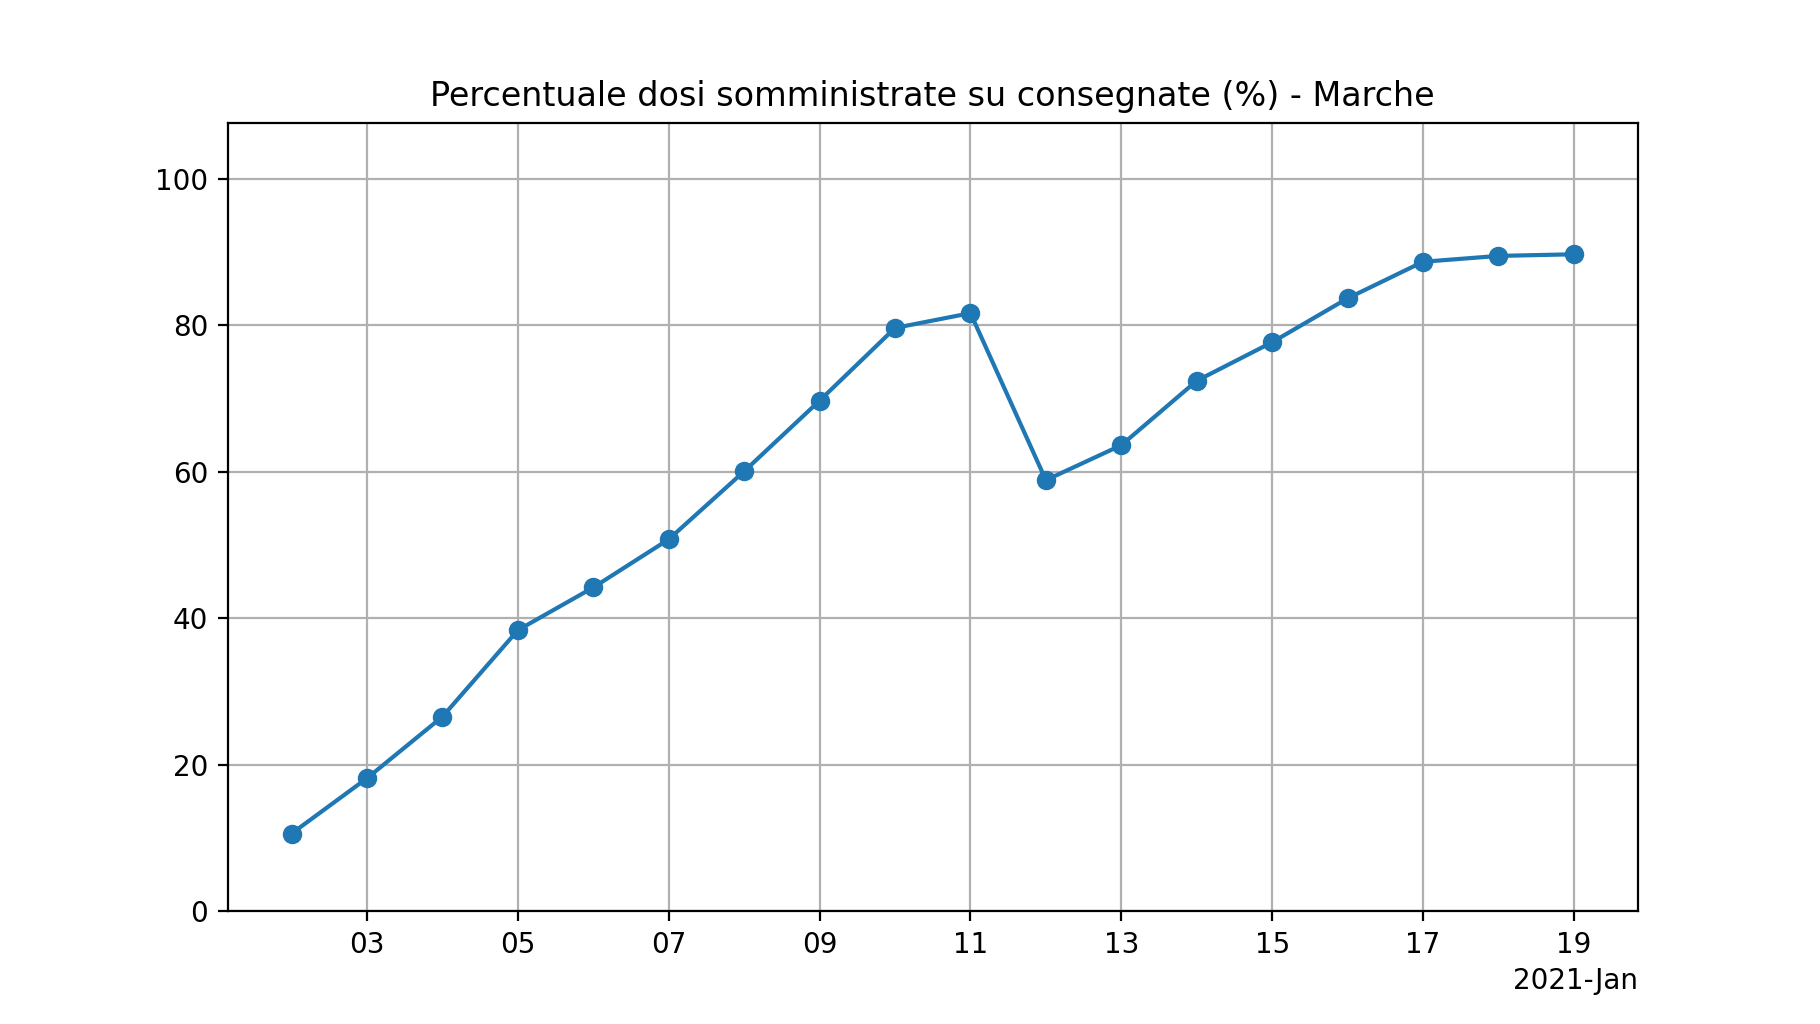 Percentuale dosi somministrate su consegnate (%) - Marche
100
80
60
40
20
0
03 05 07 09 11 13 15 17 19
2021-Jan